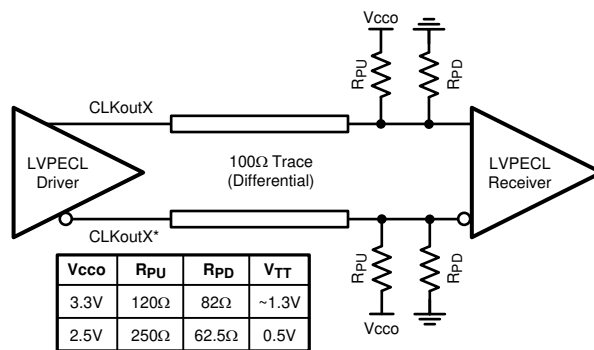 Vcco
RPU
RPD
CLKoutX
LVPECL
Driver
100Ω Trace
(Differential)
LVPECL
Receiver
CLKoutX*
RPU
RPD
Vcco
Vcco RPU RPD VTT
3.3V 120Ω 82Ω ~1.3V
2.5V 250Ω 62.5Ω 0.5V